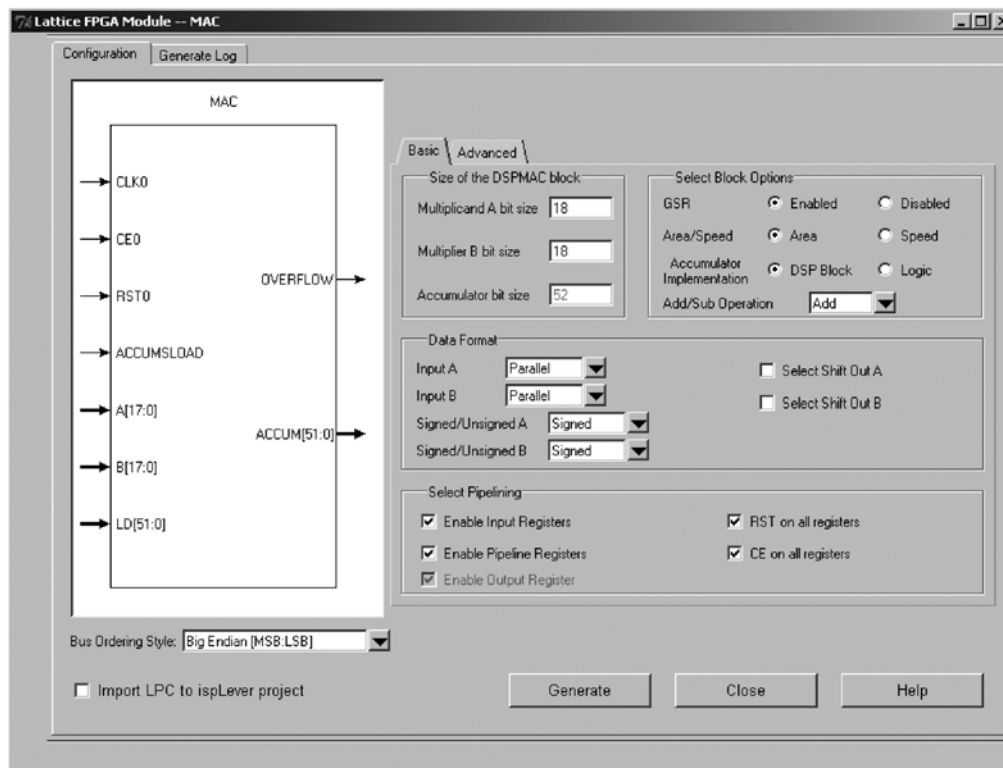 Lattice FPGA Module -- MAC
Configuration
Generate Log
MAC
CLK0
CE0
RST0
ACCUMSLOAD
A[17:0]
B[17:0]
LD[51:0]
OVERFLOW
ACCUM[51:0]
Bus Ordering Style: Big Endian [MSB:LSB]
Basic
Advanced
Size of the DSPMAC block
Multiplicand A bit size 18
Multiplier B bit size 18
Accumulator bit size 52
Select Block Options
GSR Enabled Disabled
Area/Speed Area Speed
Accumulator
Implementation DSP Block Logic
Add/Sub Operation Add
Data Format
Input A Parallel
Input B Parallel
Signed/Unsigned A Signed
Signed/Unsigned B Signed
Select Shift Out A
Select Shift Out B
Select Pipelining
Enable Input Registers
Enable Pipeline Registers
Enable Output Register
RST on all registers
CE on all registers
Import LPC to ispLever project
Generate
Close
Help